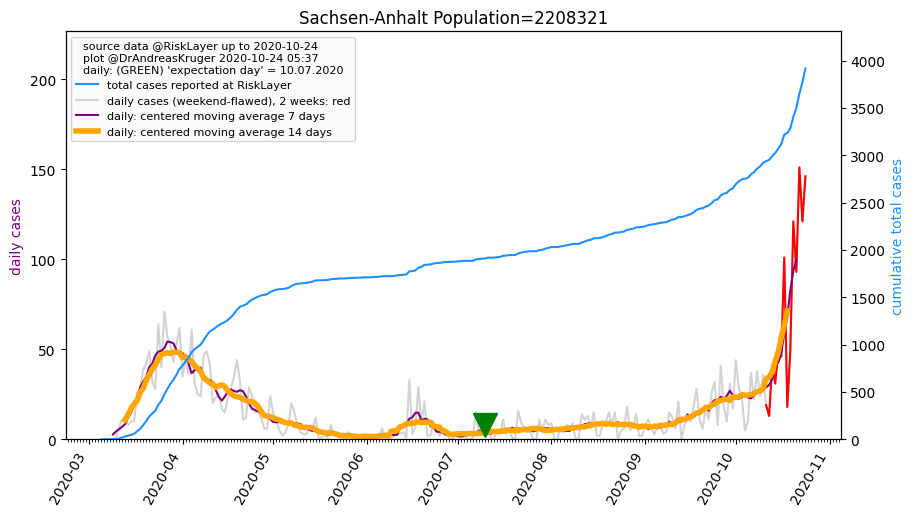 Sachsen-Anhalt Population=2208321
source data @RiskLayer up to 2020-10-24
plot @DrAndreasKruger 2020-10-24 05:37
daily: (GREEN) 'expectation day' = 10.07.2020
total cases reported at RiskLayer
daily cases (weekend-flawed), 2 weeks: red
daily: centered moving average 7 days
daily: centered moving average 14 days
daily cases
200
150
100
50
0
cumulative total cases
4000
3500
3000
2500
2000
1500
1000
500
0
2020-03
2020-04
2020-05
2020-06
2020-07
2020-08
2020-09
2020-10
2020-11